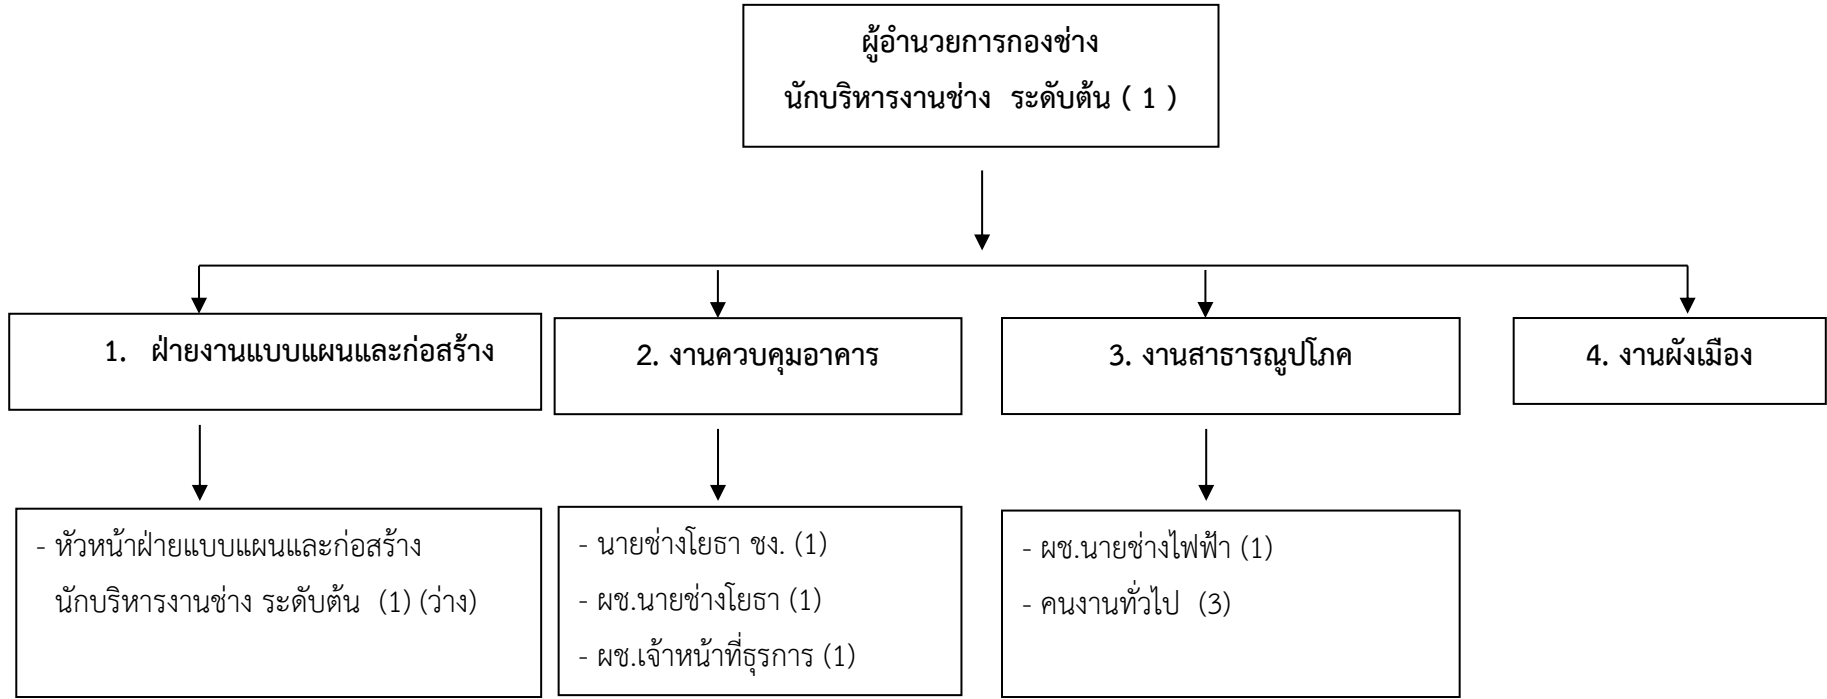 ผู้อำนวยการกองช่าง
นักบริหารงานช่าง ระดับต้น ( 1 )
1. ฝ่ายงานแบบแผนและก่อสร้าง
2. งานควบคุมอาคาร
3. งานสาธารณูปโภค
4. งานผังเมือง
- หัวหน้าฝ่ายแบบแผนและก่อสร้าง
นักบริหารงานช่าง ระดับต้น (1) (ว่าง)
- นายช่างโยธา ชง. (1)
- ผช.นายช่างโยธา (1)
- ผช.เจ้าหน้าที่ธุรการ (1)
- ผช.นายช่างไฟฟ้า (1)
- คนงานทั่วไป (3)